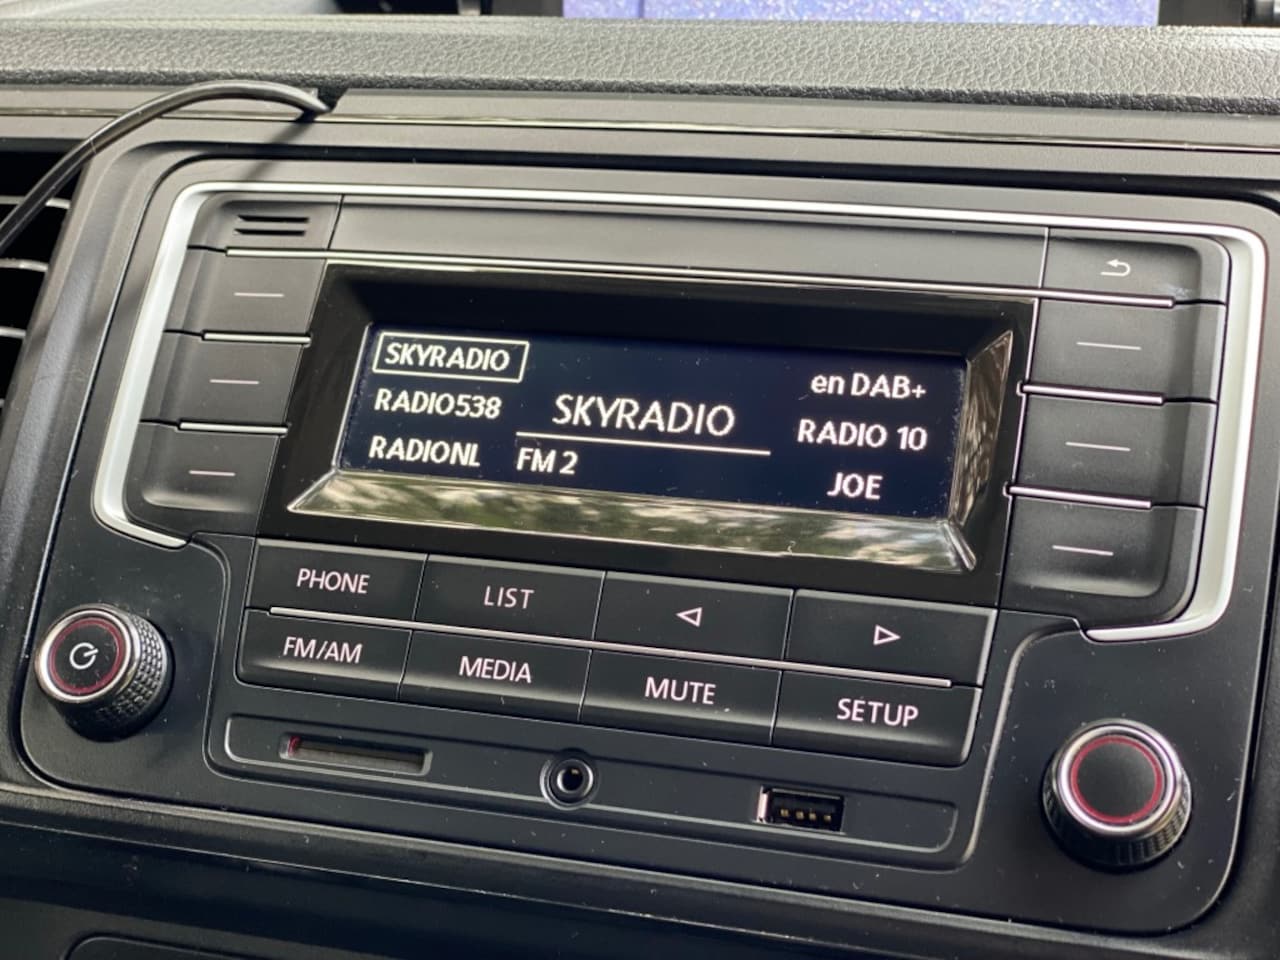 SKYRADIO
RADIO538
RADIONL
SKYRADIO
FM 2
en DAB+
RADIO 10
JOE
PHONE
LIST
FM/AM
MEDIA
MUTE
SETUP